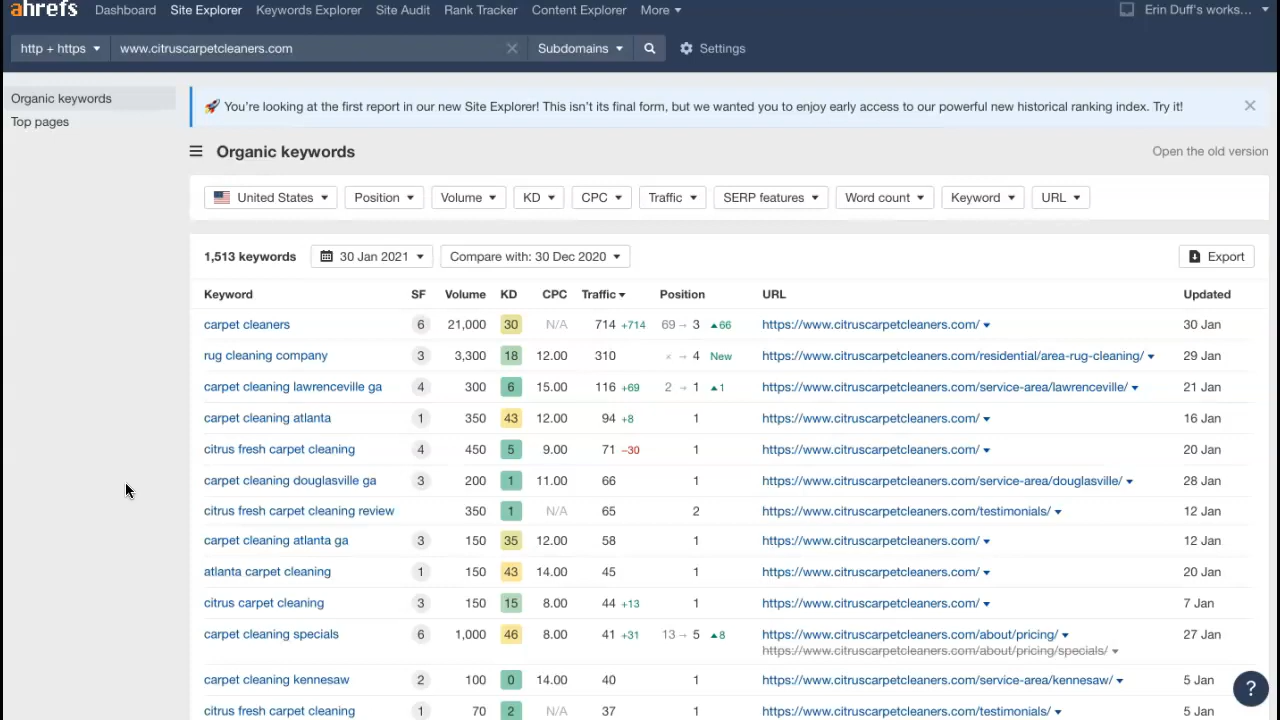 ahrefs Dashboard Site Explorer Keywords Explorer Site Audit Rank Tracker Content Explorer More Erin Duff's works...
http + https www.citruscarpetcleaners.com Subdomains Settings
Organic keywords
Top pages
🚀 You're looking at the first report in our new Site Explorer! This isn't its final form, but we wanted you to enjoy early access to our powerful new historical ranking index. Try it!
Organic keywords Open the old version
United States Position Volume KD CPC Traffic SERP features Word count Keyword URL
1,513 keywords 30 Jan 2021 Compare with: 30 Dec 2020 Export
Keyword SF Volume KD CPC Traffic Position URL Updated
carpet cleaners 6 21,000 30 N/A 714 +714 69 → 3 ▲66 https://www.citruscarpetcleaners.com/ 30 Jan
rug cleaning company 3 3,300 18 12.00 310 × → 4 New https://www.citruscarpetcleaners.com/residential/area-rug-cleaning/ 29 Jan
carpet cleaning lawrenceville ga 4 300 6 15.00 116 +69 2 → 1 ▲1 https://www.citruscarpetcleaners.com/service-area/lawrenceville/ 21 Jan
carpet cleaning atlanta 1 350 43 12.00 94 +8 1 https://www.citruscarpetcleaners.com/ 16 Jan
citrus fresh carpet cleaning 4 450 5 9.00 71 −30 1 https://www.citruscarpetcleaners.com/ 20 Jan
carpet cleaning douglasville ga 3 200 1 11.00 66 1 https://www.citruscarpetcleaners.com/service-area/douglasville/ 28 Jan
citrus fresh carpet cleaning review 350 1 N/A 65 2 https://www.citruscarpetcleaners.com/testimonials/ 12 Jan
carpet cleaning atlanta ga 3 150 35 12.00 58 1 https://www.citruscarpetcleaners.com/ 12 Jan
atlanta carpet cleaning 1 150 43 14.00 45 1 https://www.citruscarpetcleaners.com/ 20 Jan
citrus carpet cleaning 3 150 15 8.00 44 +13 1 https://www.citruscarpetcleaners.com/ 7 Jan
carpet cleaning specials 6 1,000 46 8.00 41 +31 13 → 5 ▲8 https://www.citruscarpetcleaners.com/about/pricing/ 27 Jan
https://www.citruscarpetcleaners.com/about/pricing/specials/
carpet cleaning kennesaw 2 100 0 14.00 40 1 https://www.citruscarpetcleaners.com/service-area/kennesaw/ 5 Jan
citrus fresh carpet cleaning 1 70 2 N/A 37 1 https://www.citruscarpetcleaners.com/testimonials/ 5 Jan
?